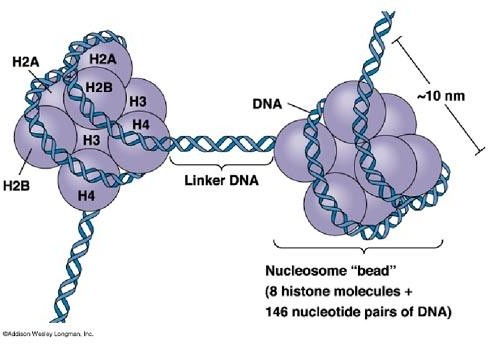 H2A
H2A
H2B
H3
H4
H3
H2B
H4
Linker DNA
DNA
~10 nm
Nucleosome “bead”
(8 histone molecules +
146 nucleotide pairs of DNA)
©Addison Wesley Longman, Inc.